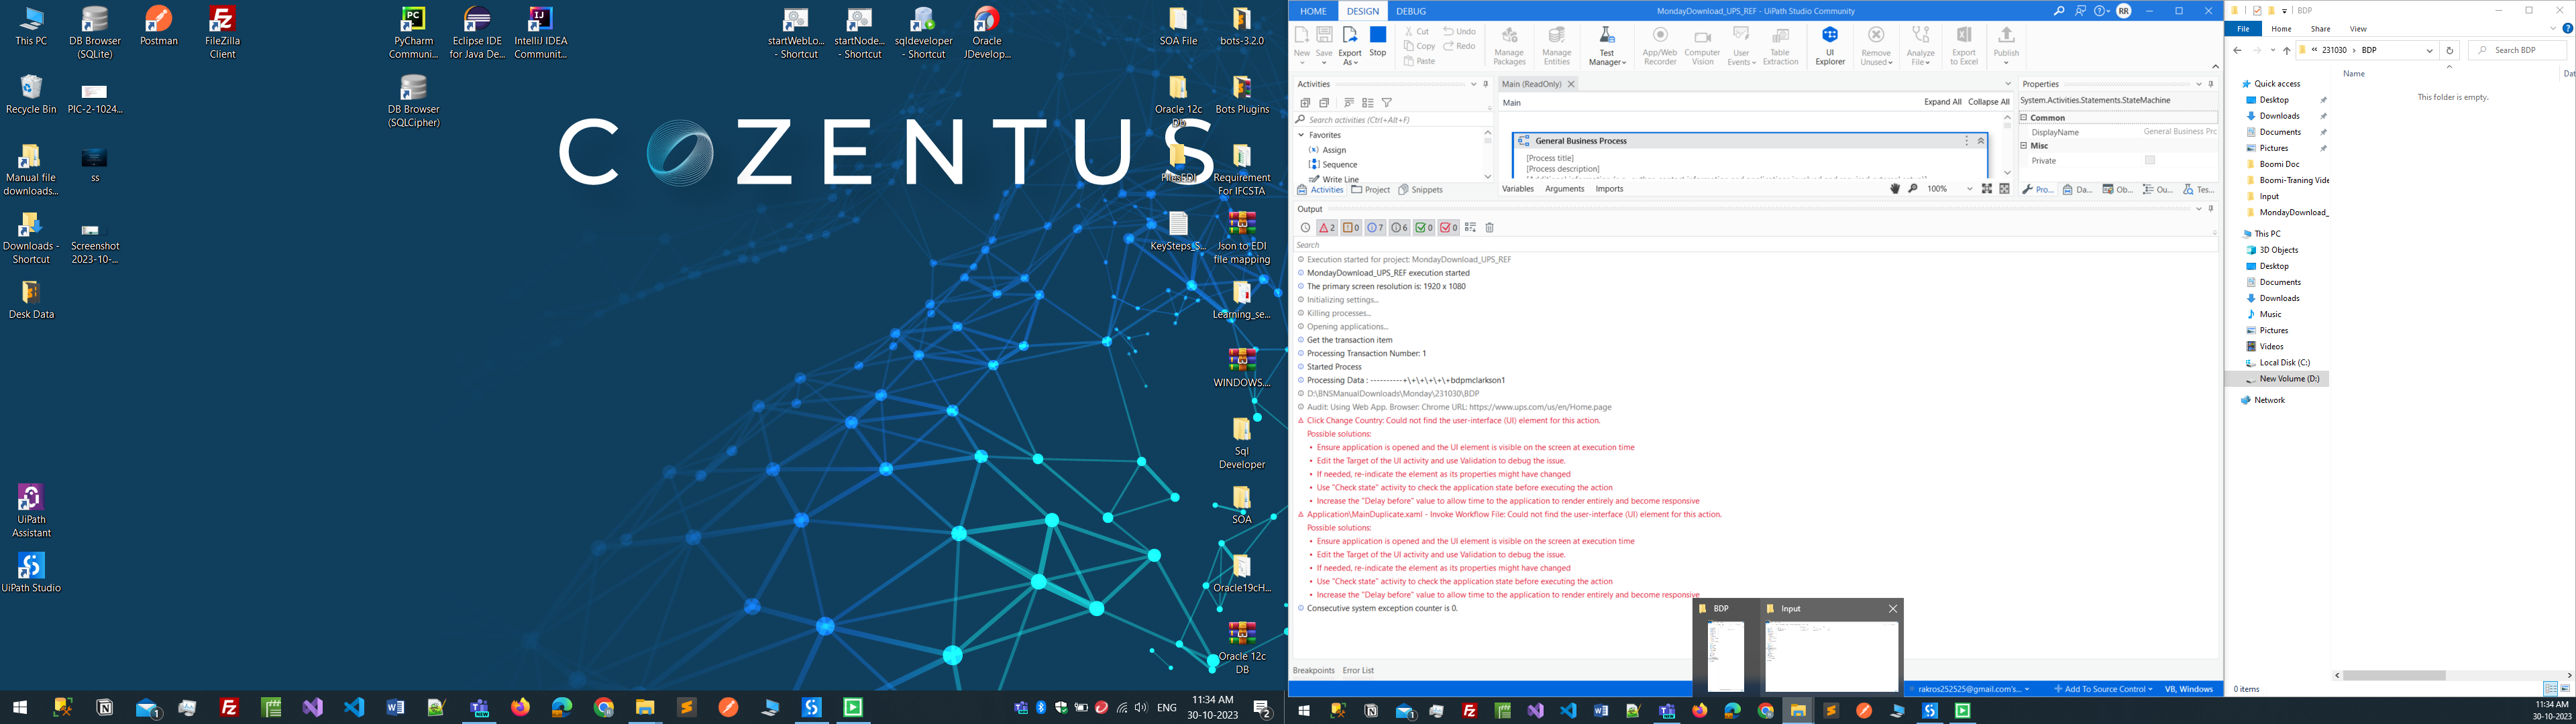 This PC
DB Browser
(SQLite)
Postman
FileZilla
Client
PyCharm
Communi...
Eclipse IDE
for Java De...
IntelliJ IDEA
Communit...
startWebLo...
- Shortcut
startNode...
- Shortcut
sqldeveloper
- Shortcut
Oracle
JDevelop...
SOA File
bots-3.2.0
Recycle Bin
PIC-2-1024...
DB Browser
(SQLCipher)
Oracle 12c
Db
Bots Plugins
COZENTUS
Manual file
downloads...
ss
Requirement
For IFCSTA
Downloads -
Shortcut
Screenshot
2023-10-...
KeySteps_S...
Json to EDI
file mapping
Desk Data
Learning_se...
WINDOWS....
Sql
Developer
UiPath
Assistant
SOA
UiPath Studio
Oracle19cH...
Oracle 12c
DB
ENG
11:34 AM
30-10-2023
HOME
DESIGN
DEBUG
MondayDownload_UPS_REF - UiPath Studio Community
RR
New
Save
Export
As
Stop
Cut
Copy
Paste
Undo
Redo
Manage
Packages
Manage
Entities
Test
Manager
App/Web
Recorder
Computer
Vision
User
Events
Table
Extraction
UI
Explorer
Remove
Unused
Analyze
File
Export
to Excel
Publish
Activities
Search activities (Ctrl+Alt+F)
Favorites
Assign
Sequence
Write Line
Activities
Project
Snippets
Main (ReadOnly)
Main
Expand All
Collapse All
General Business Process
[Process title]
[Process description]
Variables
Arguments
Imports
100%
Properties
System.Activities.Statements.StateMachine
Common
DisplayName
General Business Prc
Misc
Private
Pro...
Da...
Ob...
Ou...
Tes...
Output
2
0
7
6
0
0
Search
Execution started for project: MondayDownload_UPS_REF
MondayDownload_UPS_REF execution started
The primary screen resolution is: 1920 x 1080
Initializing settings...
Killing processes...
Opening applications...
Get the transaction item
Processing Transaction Number: 1
Started Process
Processing Data : ----------+\+\+\+\+\+bdpmclarkson1
D:\BNSManualDownloads\Monday\231030\BDP
Audit: Using Web App. Browser: Chrome URL: https://www.ups.com/us/en/Home.page
Click Change Country: Could not find the user-interface (UI) element for this action.
Possible solutions:
• Ensure application is opened and the UI element is visible on the screen at execution time
• Edit the Target of the UI activity and use Validation to debug the issue.
• If needed, re-indicate the element as its properties might have changed
• Use "Check state" activity to check the application state before executing the action
• Increase the "Delay before" value to allow time to the application to render entirely and become responsive
Application\MainDuplicate.xaml - Invoke Workflow File: Could not find the user-interface (UI) element for this action.
Possible solutions:
• Ensure application is opened and the UI element is visible on the screen at execution time
• Edit the Target of the UI activity and use Validation to debug the issue.
• If needed, re-indicate the element as its properties might have changed
• Use "Check state" activity to check the application state before executing the action
• Increase the "Delay before" value to allow time to the application to render entirely and become responsive
Consecutive system exception counter is 0.
BDP
Input
Breakpoints
Error List
rakros252525@gmail.com's...
Add To Source Control
VB, Windows
BDP
File
Home
Share
View
231030
BDP
Search BDP
Name
Dat
This folder is empty.
Quick access
Desktop
Downloads
Documents
Pictures
Boomi Doc
Boomi-Traning Vide
Input
MondayDownload_
This PC
3D Objects
Desktop
Documents
Downloads
Music
Pictures
Videos
Local Disk (C:)
New Volume (D:)
Network
0 items
11:34 AM
30-10-2023